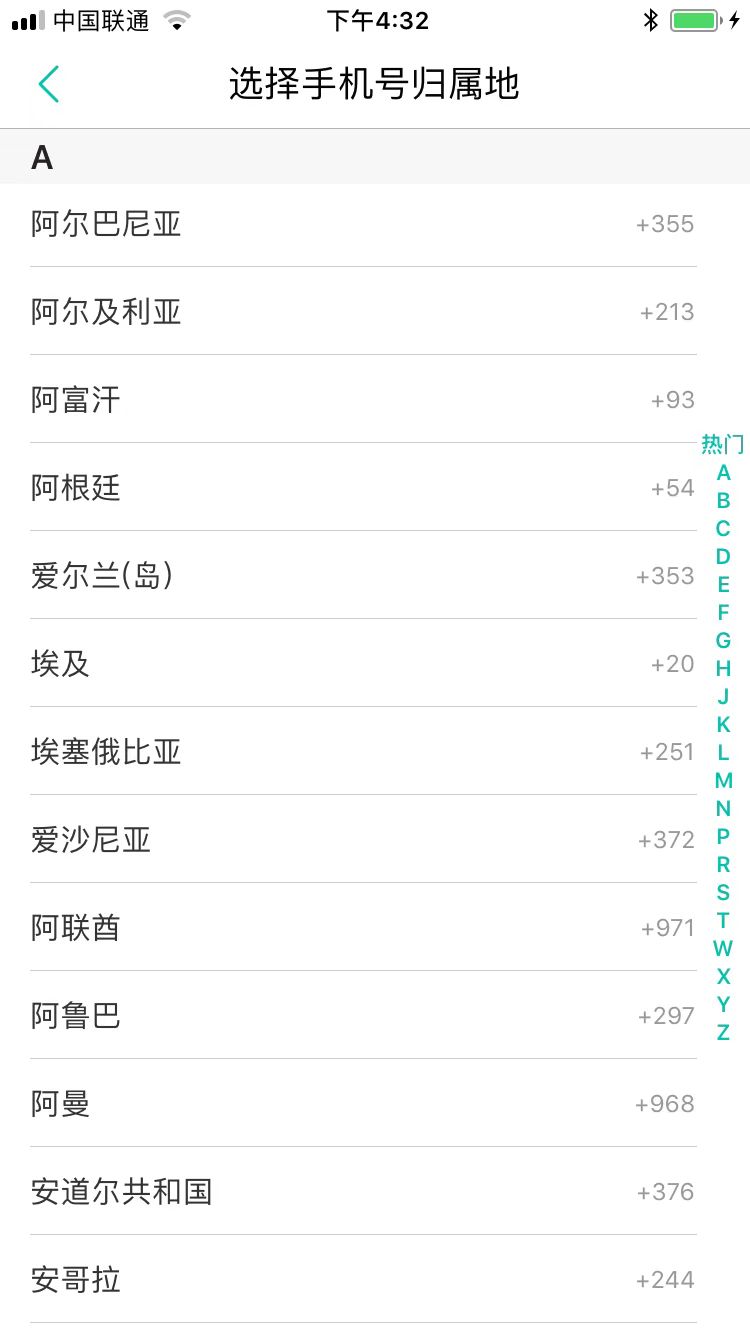 中国联通 下午4:32
选择手机号归属地
A
阿尔巴尼亚 +355
阿尔及利亚 +213
阿富汗 +93
阿根廷 +54
爱尔兰(岛) +353
埃及 +20
埃塞俄比亚 +251
爱沙尼亚 +372
阿联酋 +971
阿鲁巴 +297
阿曼 +968
安道尔共和国 +376
安哥拉 +244
热门
A
B
C
D
E
F
G
H
J
K
L
M
N
P
R
S
T
W
X
Y
Z